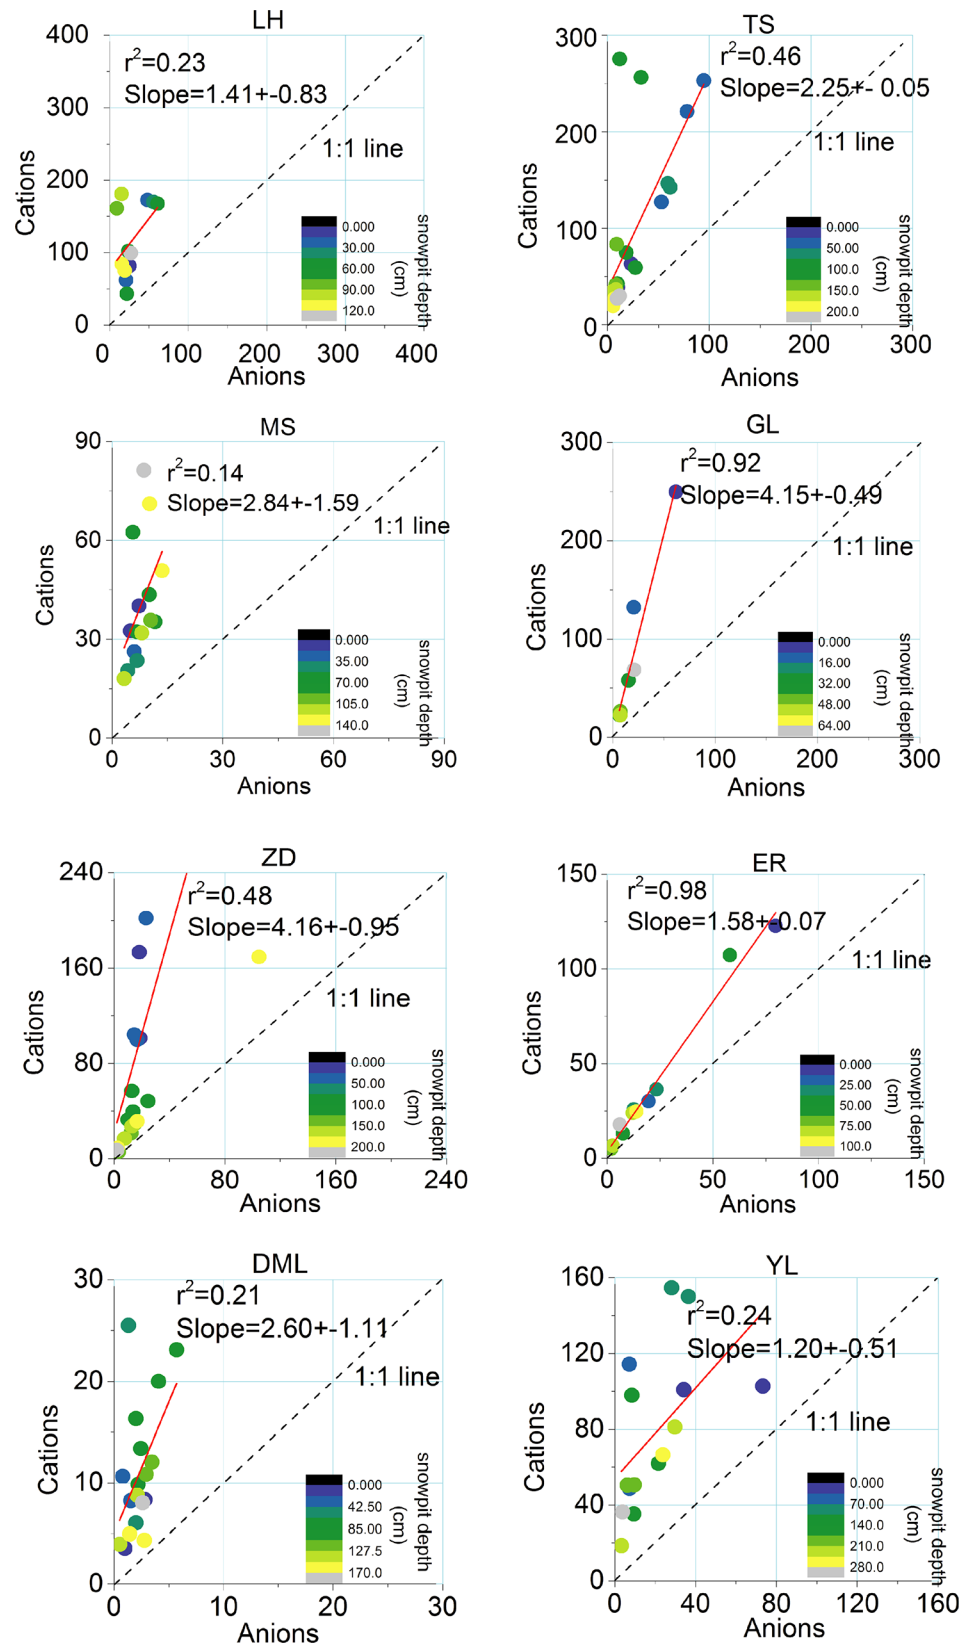 LH
400
300
200
100
0
0 100 200 300 400
Cations
Anions
r²=0.23
Slope=1.41+-0.83
1:1 line
0.000
30.00
60.00
90.00
120.0
snowpit depth
(cm)
TS
300
200
100
0
0 100 200 300
Cations
Anions
r²=0.46
Slope=2.25+- 0.05
1:1 line
0.000
50.00
100.0
150.0
200.0
snowpit depth
(cm)
MS
90
60
30
0
0 30 60 90
Cations
Anions
r²=0.14
Slope=2.84+-1.59
1:1 line
0.000
35.00
70.00
105.0
140.0
snowpit depth
(cm)
GL
300
200
100
0
0 100 200 300
Cations
Anions
r²=0.92
Slope=4.15+-0.49
1:1 line
0.000
16.00
32.00
48.00
64.00
snowpit depth
(cm)
ZD
240
160
80
0
0 80 160 240
Cations
Anions
r²=0.48
Slope=4.16+-0.95
1:1 line
0.000
50.00
100.0
150.0
200.0
snowpit depth
(cm)
ER
150
100
50
0
0 50 100 150
Cations
Anions
r²=0.98
Slope=1.58+-0.07
1:1 line
0.000
25.00
50.00
75.00
100.0
snowpit depth
(cm)
DML
30
20
10
0
0 10 20 30
Cations
Anions
r²=0.21
Slope=2.60+-1.11
1:1 line
0.000
42.50
85.00
127.5
170.0
snowpit depth
(cm)
YL
160
120
80
40
0
0 40 80 120 160
Cations
Anions
r²=0.24
Slope=1.20+-0.51
1:1 line
0.000
70.00
140.0
210.0
280.0
snowpit depth
(cm)